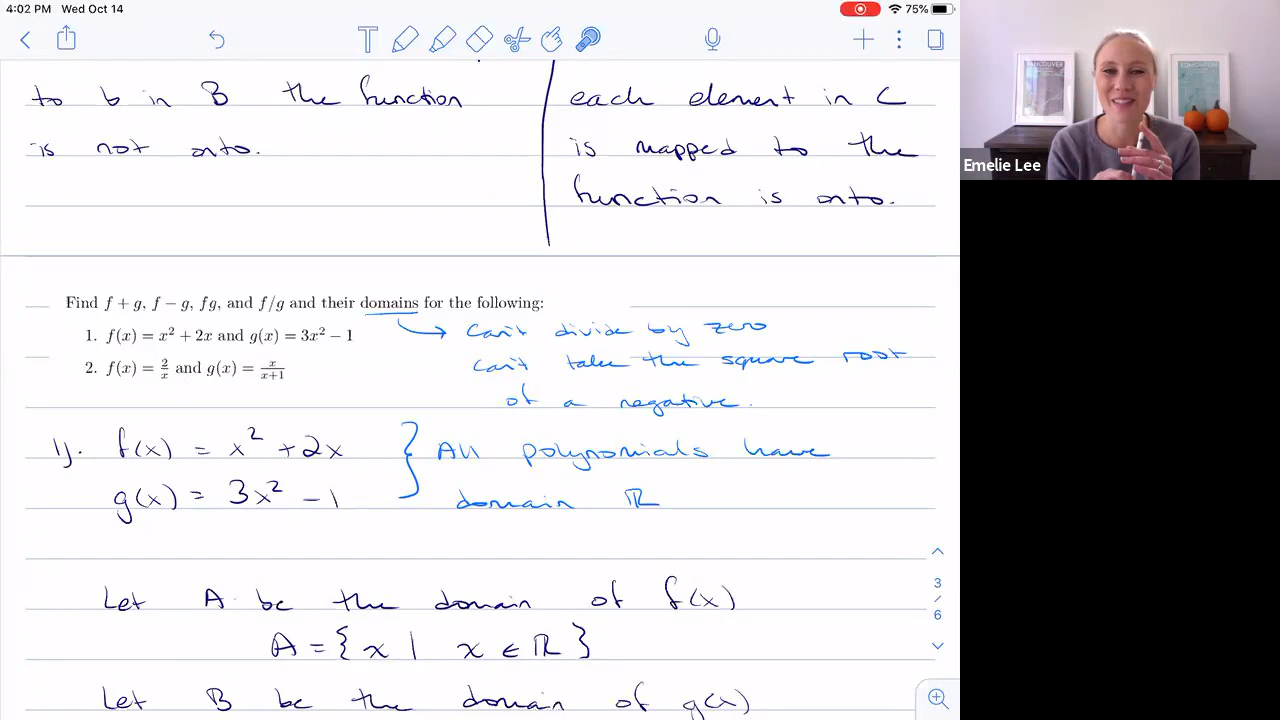 4:02 PM Wed Oct 14
75%
to b in B the function
is not onto.
each element in C
is mapped to the
function is onto.
Find f + g, f − g, fg, and f/g and their domains for the following:
1. f(x) = x² + 2x and g(x) = 3x² − 1
2. f(x) = 2/x and g(x) = x/(x+1)
→ Can't divide by zero
can't take the square root
of a negative.
1). f(x) = x² + 2x
g(x) = 3x² − 1
} All polynomials have
domain ℝ
Let A be the domain of f(x)
A = { x | x ∈ ℝ }
Let B be the domain of g(x)
3
/
6
VANCOUVER
EDMONTON
Emelie Lee